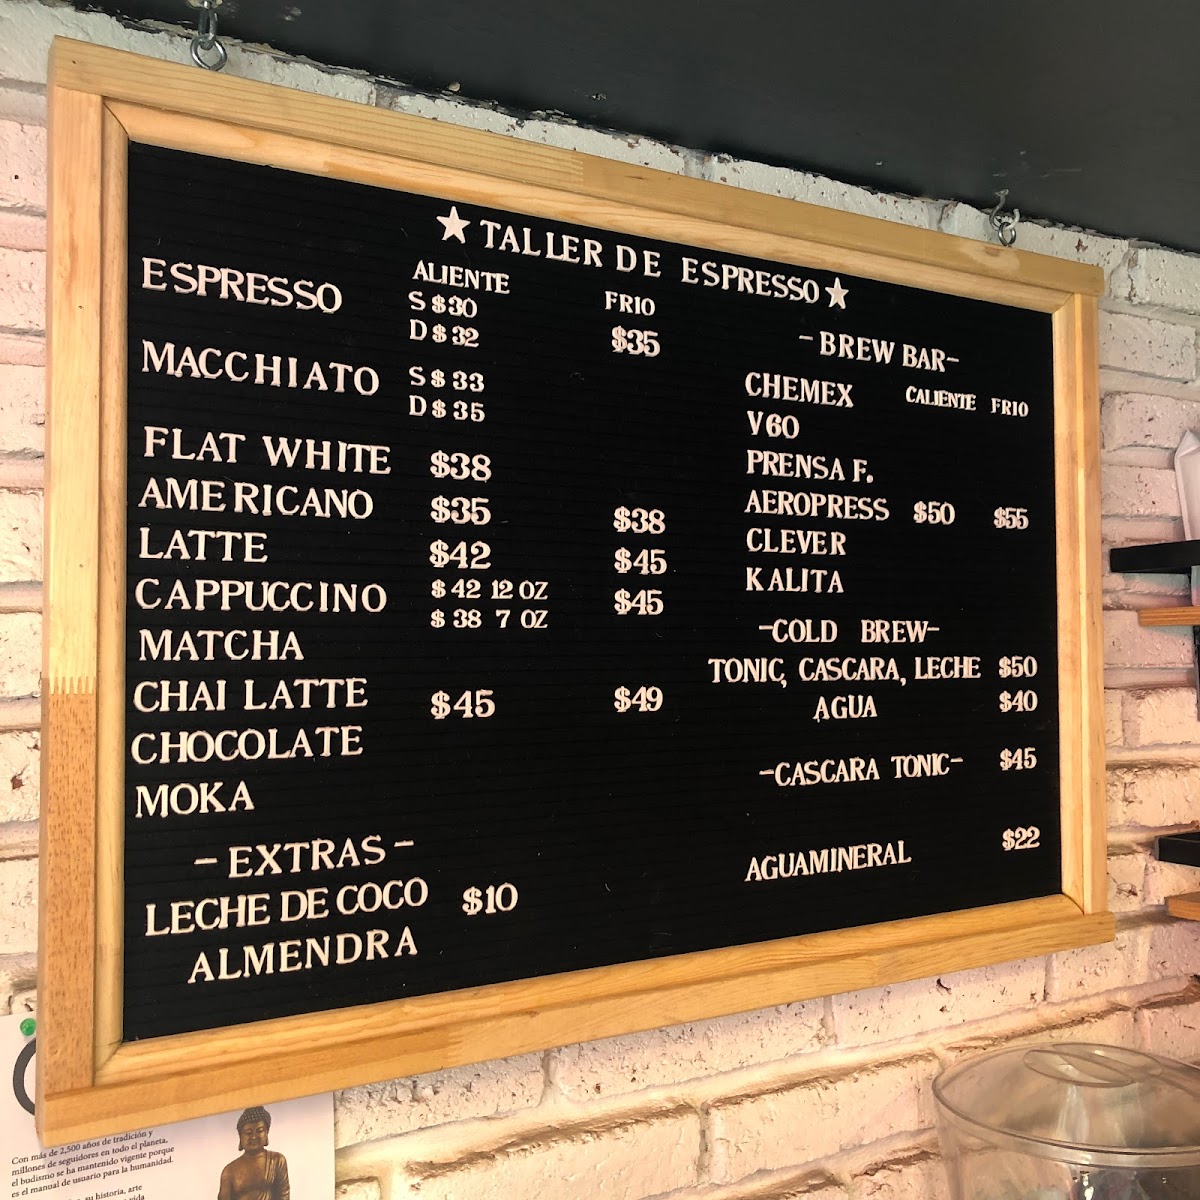 ★TALLER DE ESPRESSO★
ALIENTE FRIO
ESPRESSO S $30
D $ 32 $35
MACCHIATO S $ 33
D $ 35
FLAT WHITE $38
AMERICANO $35 $38
LATTE $42 $45
CAPPUCCINO $ 42 12 OZ $45
$ 38 7 OZ
MATCHA
CHAI LATTE $45 $49
CHOCOLATE
MOKA
-EXTRAS-
LECHE DE COCO $10
ALMENDRA
-BREW BAR-
CHEMEX CALIENTE FRIO
V60
PRENSA F.
AEROPRESS $50 $55
CLEVER
KALITA
-COLD BREW-
TONIC, CASCARA, LECHE $50
AGUA $40
-CASCARA TONIC- $45
AGUAMINERAL $22
Con más de 2,500 años de tradición y
millones de seguidores en todo el planeta,
el budismo se ha mantenido vigente porque
es el manual de usuario para la humanidad.
su historia, arte
vida